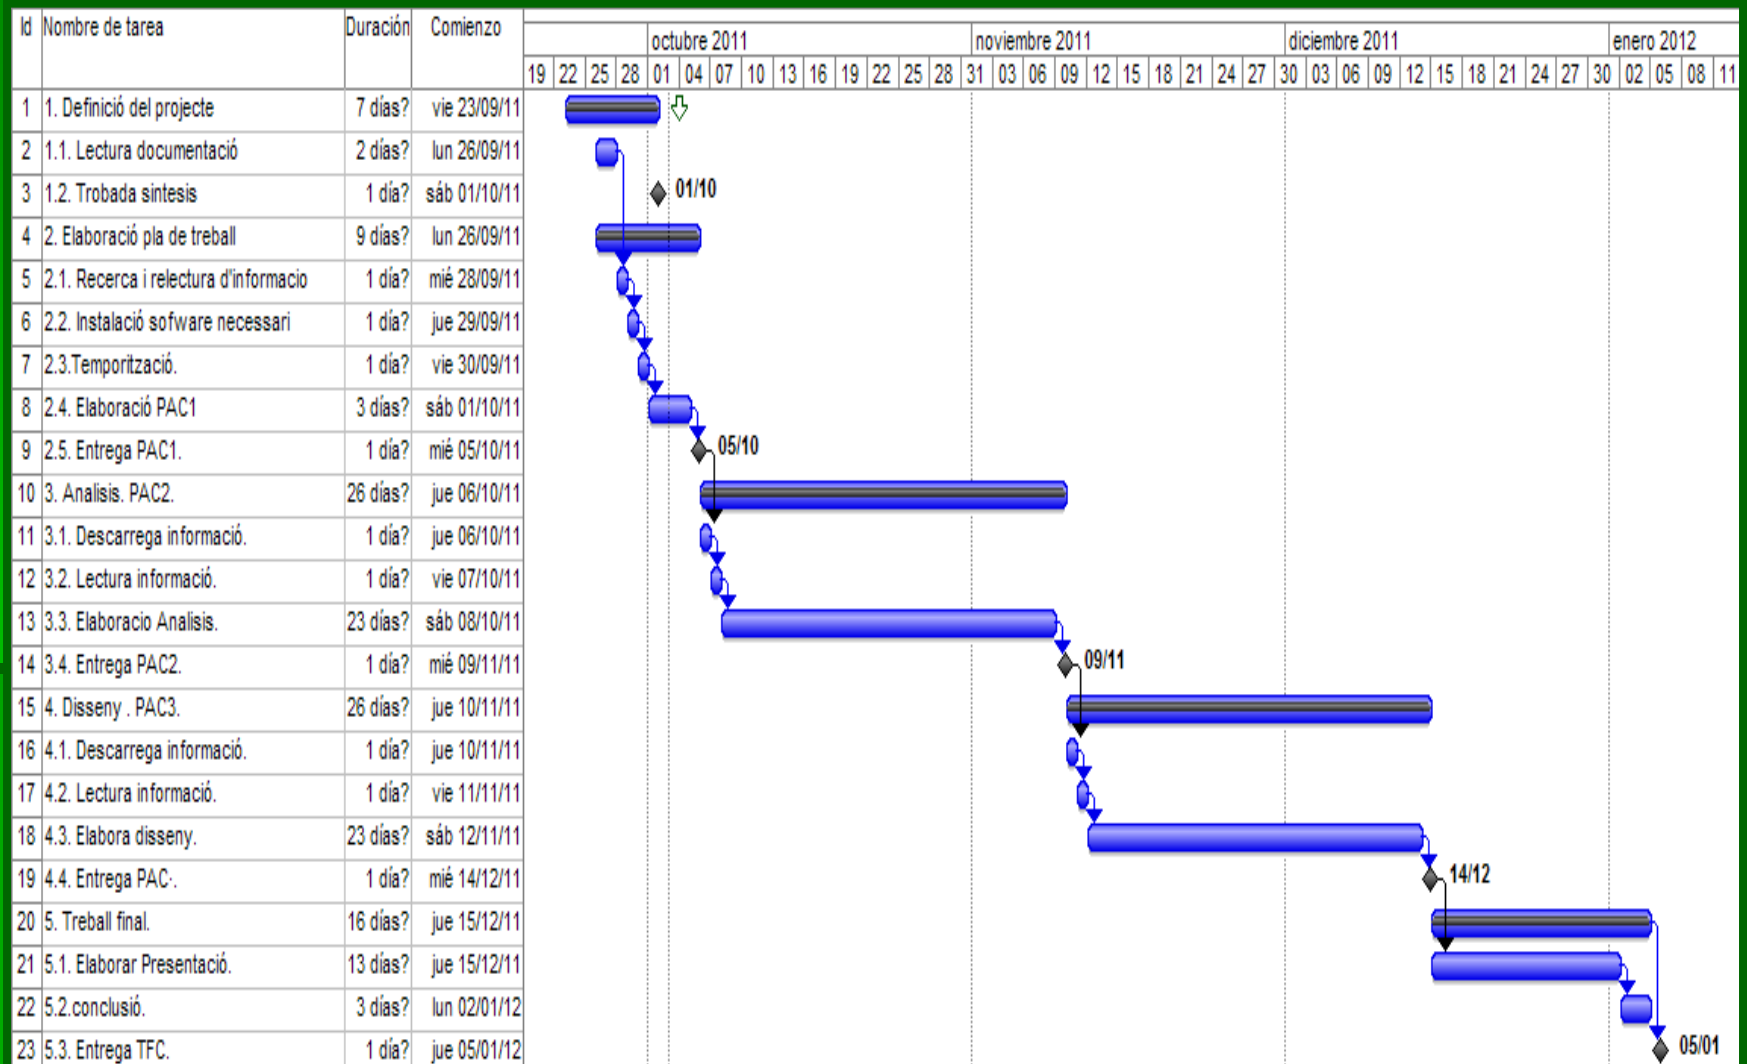 Id Nombre de tarea Duración Comienzo
octubre 2011 noviembre 2011 diciembre 2011 enero 2012
19 22 25 28 01 04 07 10 13 16 19 22 25 28 31 03 06 09 12 15 18 21 24 27 30 03 06 09 12 15 18 21 24 27 30 02 05 08 11
1 1. Definició del projecte 7 días? vie 23/09/11
2 1.1. Lectura documentació 2 días? lun 26/09/11
3 1.2. Trobada sintesis 1 día? sáb 01/10/11 01/10
4 2. Elaboració pla de treball 9 días? lun 26/09/11
5 2.1. Recerca i relectura d'informacio 1 día? mié 28/09/11
6 2.2. Instalació sofware necessari 1 día? jue 29/09/11
7 2.3.Temporització. 1 día? vie 30/09/11
8 2.4. Elaboració PAC1 3 días? sáb 01/10/11
9 2.5. Entrega PAC1. 1 día? mié 05/10/11 05/10
10 3. Analisis. PAC2. 26 días? jue 06/10/11
11 3.1. Descarrega informació. 1 día? jue 06/10/11
12 3.2. Lectura informació. 1 día? vie 07/10/11
13 3.3. Elaboracio Analisis. 23 días? sáb 08/10/11
14 3.4. Entrega PAC2. 1 día? mié 09/11/11 09/11
15 4. Disseny . PAC3. 26 días? jue 10/11/11
16 4.1. Descarrega informació. 1 día? jue 10/11/11
17 4.2. Lectura informació. 1 día? vie 11/11/11
18 4.3. Elabora disseny. 23 días? sáb 12/11/11
19 4.4. Entrega PAC·. 1 día? mié 14/12/11 14/12
20 5. Treball final. 16 días? jue 15/12/11
21 5.1. Elaborar Presentació. 13 días? jue 15/12/11
22 5.2.conclusió. 3 días? lun 02/01/12
23 5.3. Entrega TFC. 1 día? jue 05/01/12 05/01